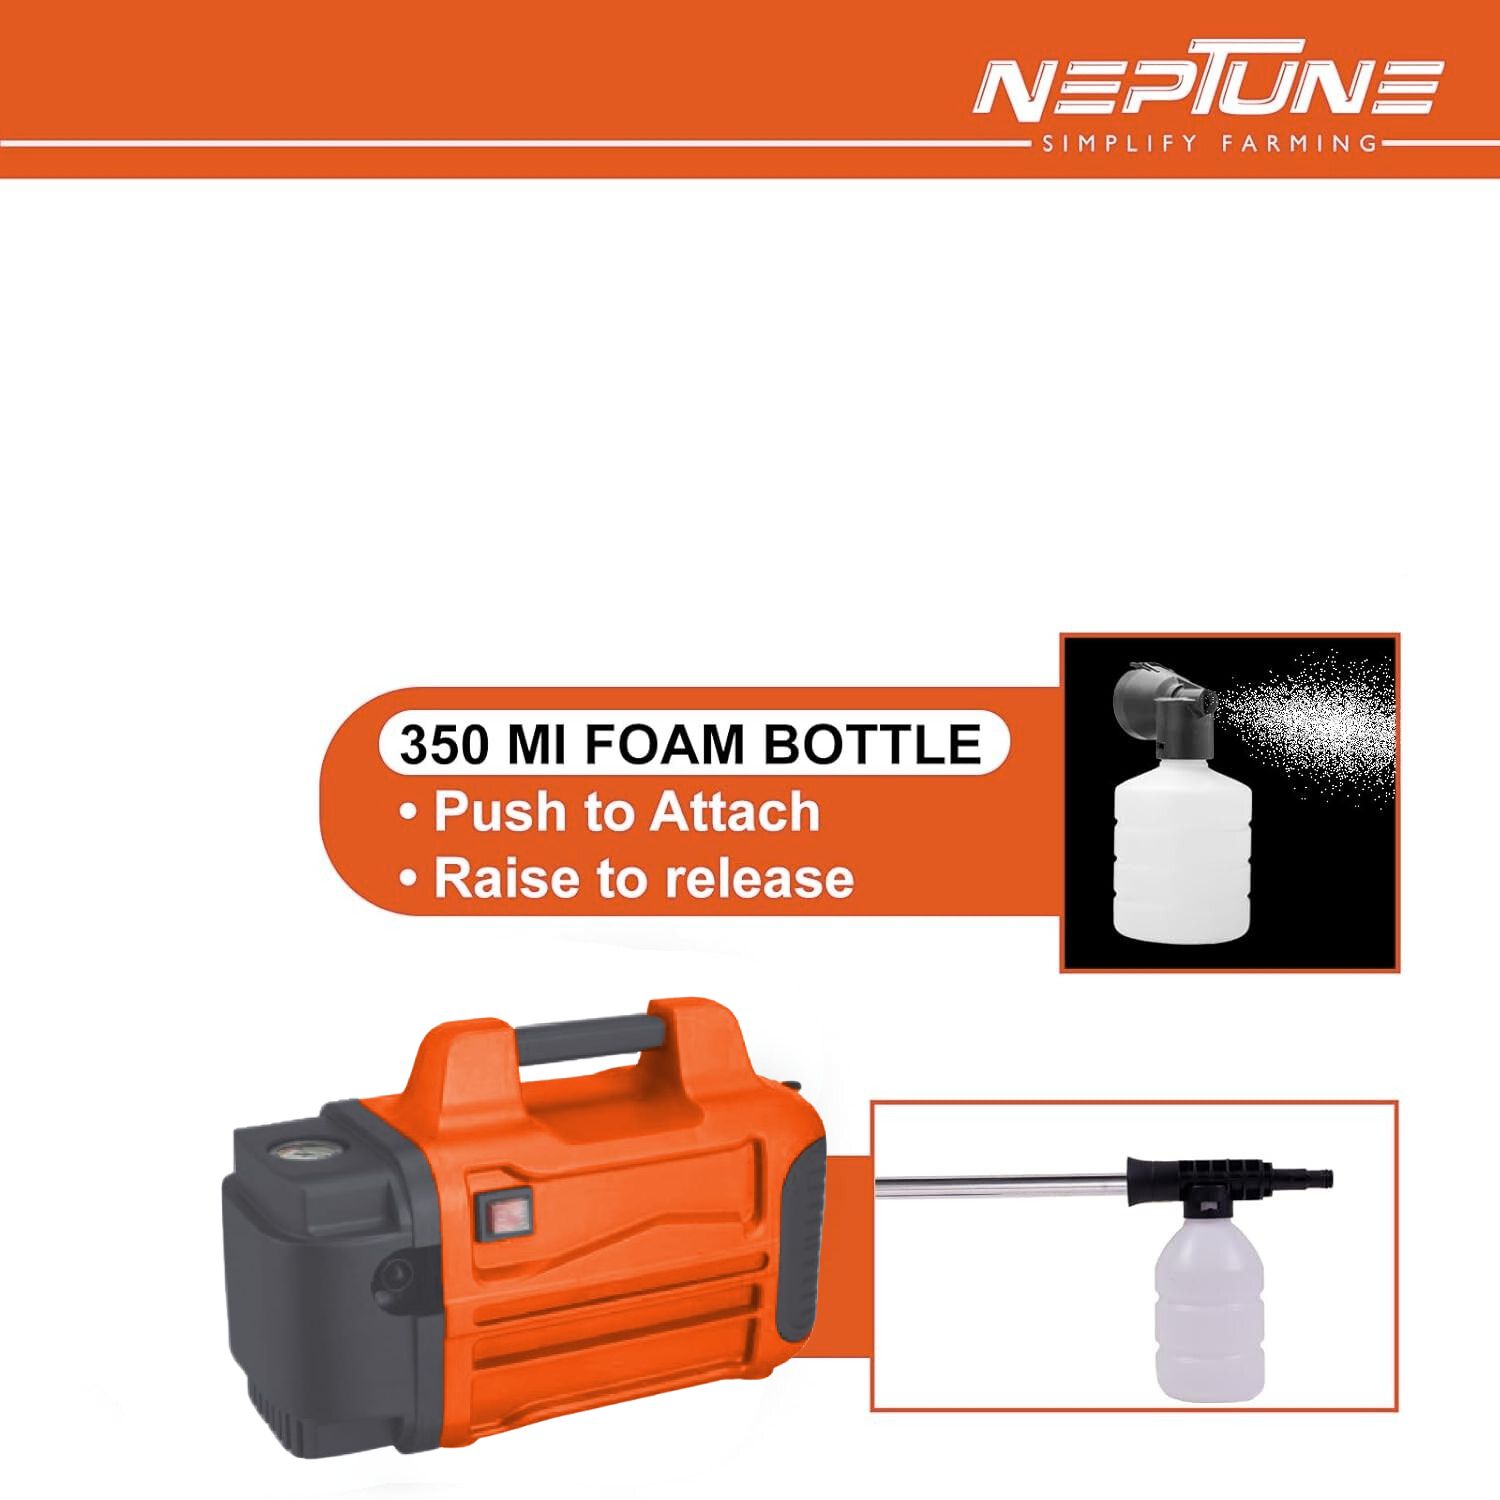 NEPTUNE
SIMPLIFY FARMING
350 Ml FOAM BOTTLE
• Push to Attach
• Raise to release